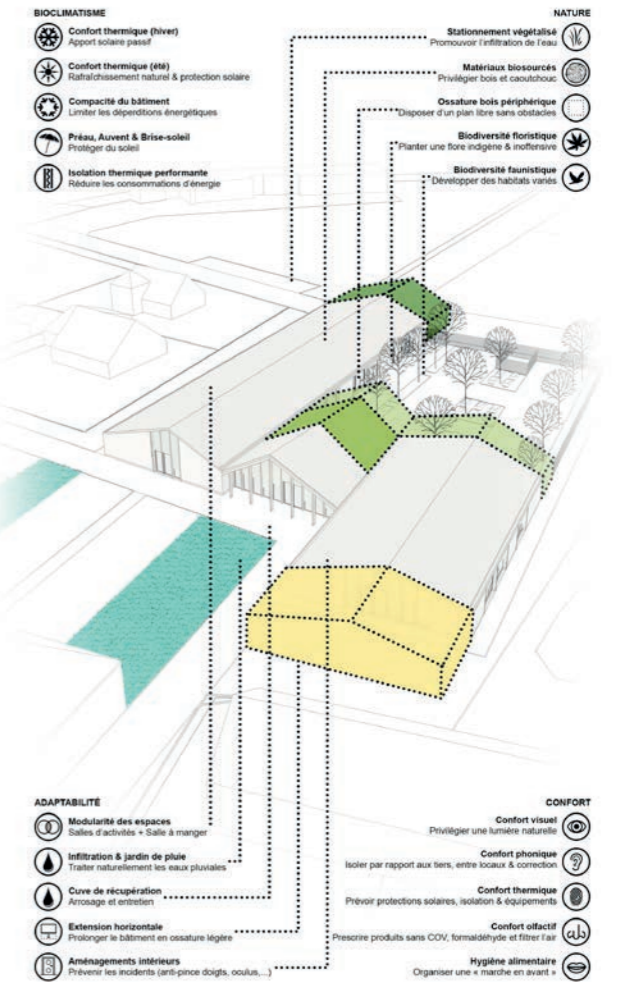 BIOCLIMATISME
Confort thermique (hiver)
Apport solaire passif
Confort thermique (été)
Rafraîchissement naturel & protection solaire
Compacité du bâtiment
Limiter les déperditions énergétiques
Préau, Auvent & Brise-soleil
Protéger du soleil
Isolation thermique performante
Réduire les consommations d'énergie
NATURE
Stationnement végétalisé
Promouvoir l'infiltration de l'eau
Matériaux biosourcés
Privilégier bois et caoutchouc
Ossature bois périphérique
Disposer d'un plan libre sans obstacles
Biodiversité floristique
Planter une flore indigène & inoffensive
Biodiversité faunistique
Développer des habitats variés
ADAPTABILITÉ
Modularité des espaces
Salles d'activités + Salle à manger
Infiltration & jardin de pluie
Traiter naturellement les eaux pluviales
Cuve de récupération
Arrosage et entretien
Extension horizontale
Prolonger le bâtiment en ossature légère
Aménagements intérieurs
Prévenir les incidents (anti-pince doigts, oculus,...)
CONFORT
Confort visuel
Privilégier une lumière naturelle
Confort phonique
Isoler par rapport aux tiers, entre locaux & correction
Confort thermique
Prévoir protections solaires, isolation & équipements
Confort olfactif
Prescrire produits sans COV, formaldéhyde et filtrer l'air
Hygiène alimentaire
Organiser une « marche en avant »